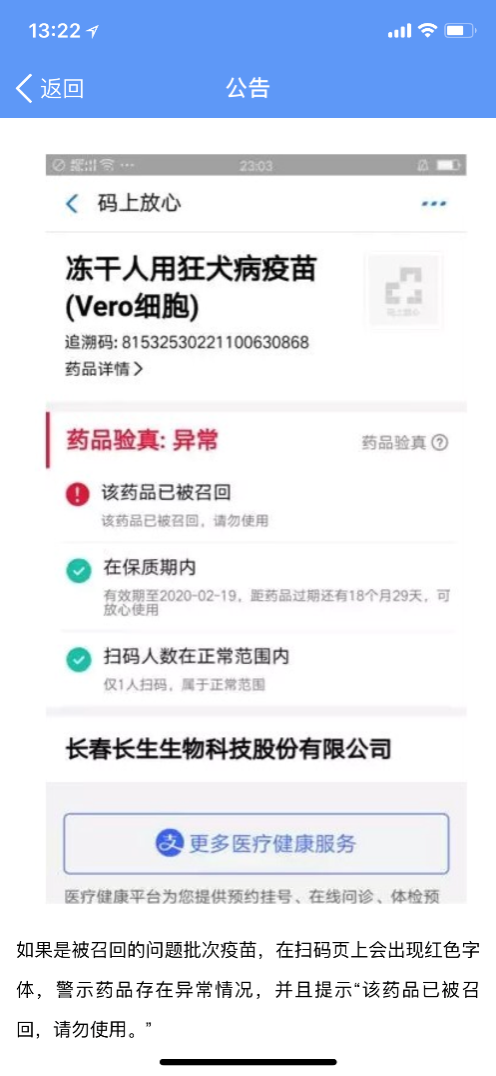 13:22
返回
公告
23:03
码上放心
冻干人用狂犬病疫苗
(Vero细胞)
追溯码: 81532530221100630868
药品详情
药品验真: 异常
药品验真
该药品已被召回
该药品已被召回，请勿使用
在保质期内
有效期至2020-02-19，距药品过期还有18个月29天，可
放心使用
扫码人数在正常范围内
仅1人扫码，属于正常范围
长春长生生物科技股份有限公司
支 更多医疗健康服务
医疗健康平台为您提供预约挂号、在线问诊、体检预
如果是被召回的问题批次疫苗，在扫码页上会出现红色字
体，警示药品存在异常情况，并且提示“该药品已被召
回，请勿使用。”